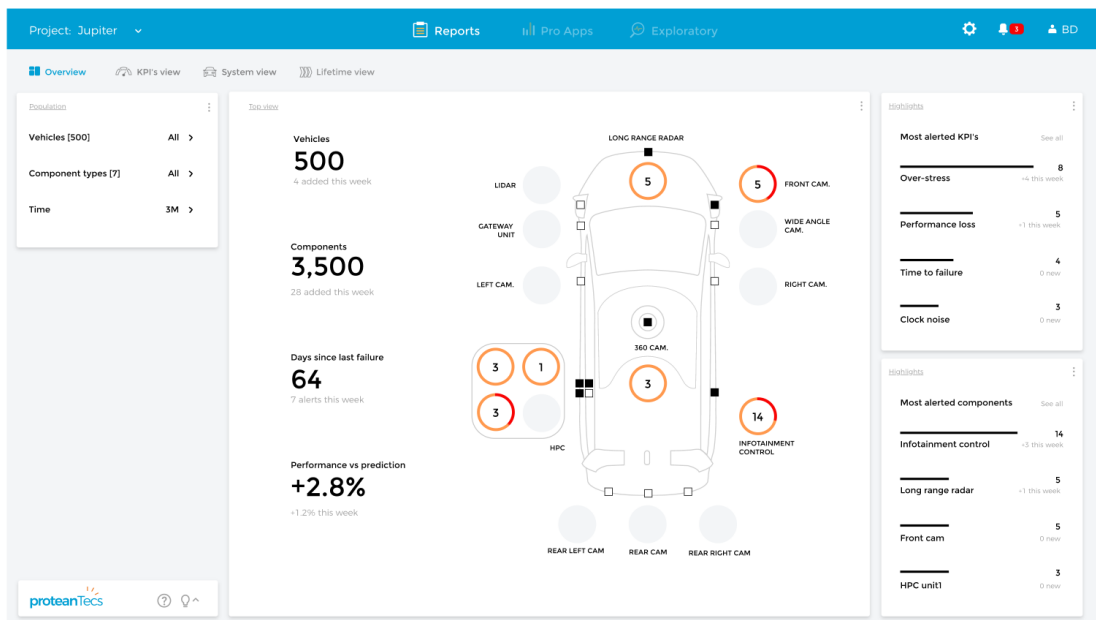 Project: Jupiter
Reports
Pro Apps
Exploratory
3
BD
Overview
KPI's view
System view
Lifetime view
Population
Vehicles [500] All
Component types [7] All
Time 3M
Top view
Vehicles
500
4 added this week
Components
3,500
28 added this week
Days since last failure
64
7 alerts this week
Performance vs prediction
+2.8%
+1.2% this week
LONG RANGE RADAR
5
LIDAR
5 FRONT CAM.
GATEWAY
UNIT
WIDE ANGLE
CAM.
LEFT CAM.
RIGHT CAM.
360 CAM.
3 1
3
3
HPC
14
INFOTAINMENT
CONTROL
REAR LEFT CAM
REAR CAM
REAR RIGHT CAM
Highlights
Most alerted KPI's See all
8
Over-stress +4 this week
5
Performance loss +1 this week
4
Time to failure 0 new
3
Clock noise 0 new
Highlights
Most alerted components See all
14
Infotainment control +3 this week
5
Long range radar +1 this week
5
Front cam 0 new
3
HPC unit1 0 new
proteanTecs